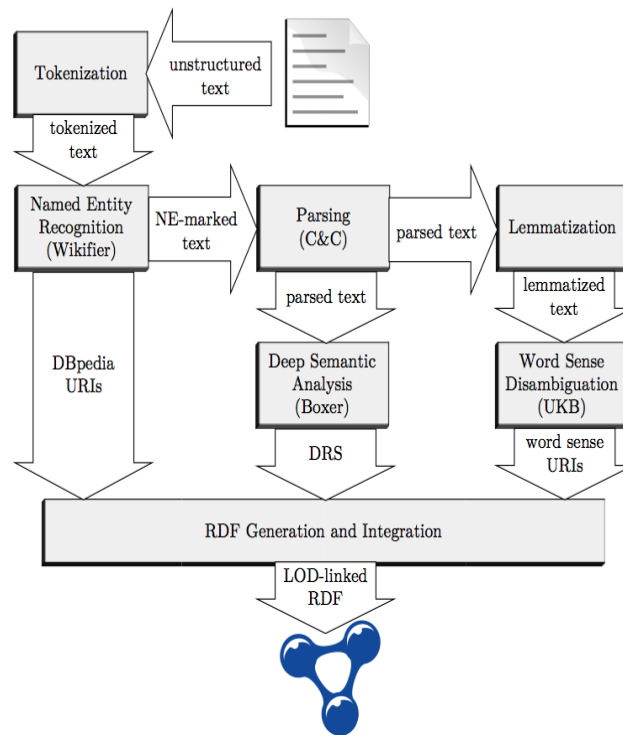 Tokenization
unstructured
text
tokenized
text
Named Entity
Recognition
(Wikifier)
NE-marked
text
Parsing
(C&C)
parsed text
Lemmatization
parsed text
lemmatized
text
DBpedia
URIs
Deep Semantic
Analysis
(Boxer)
Word Sense
Disambiguation
(UKB)
DRS
word sense
URIs
RDF Generation and Integration
LOD-linked
RDF